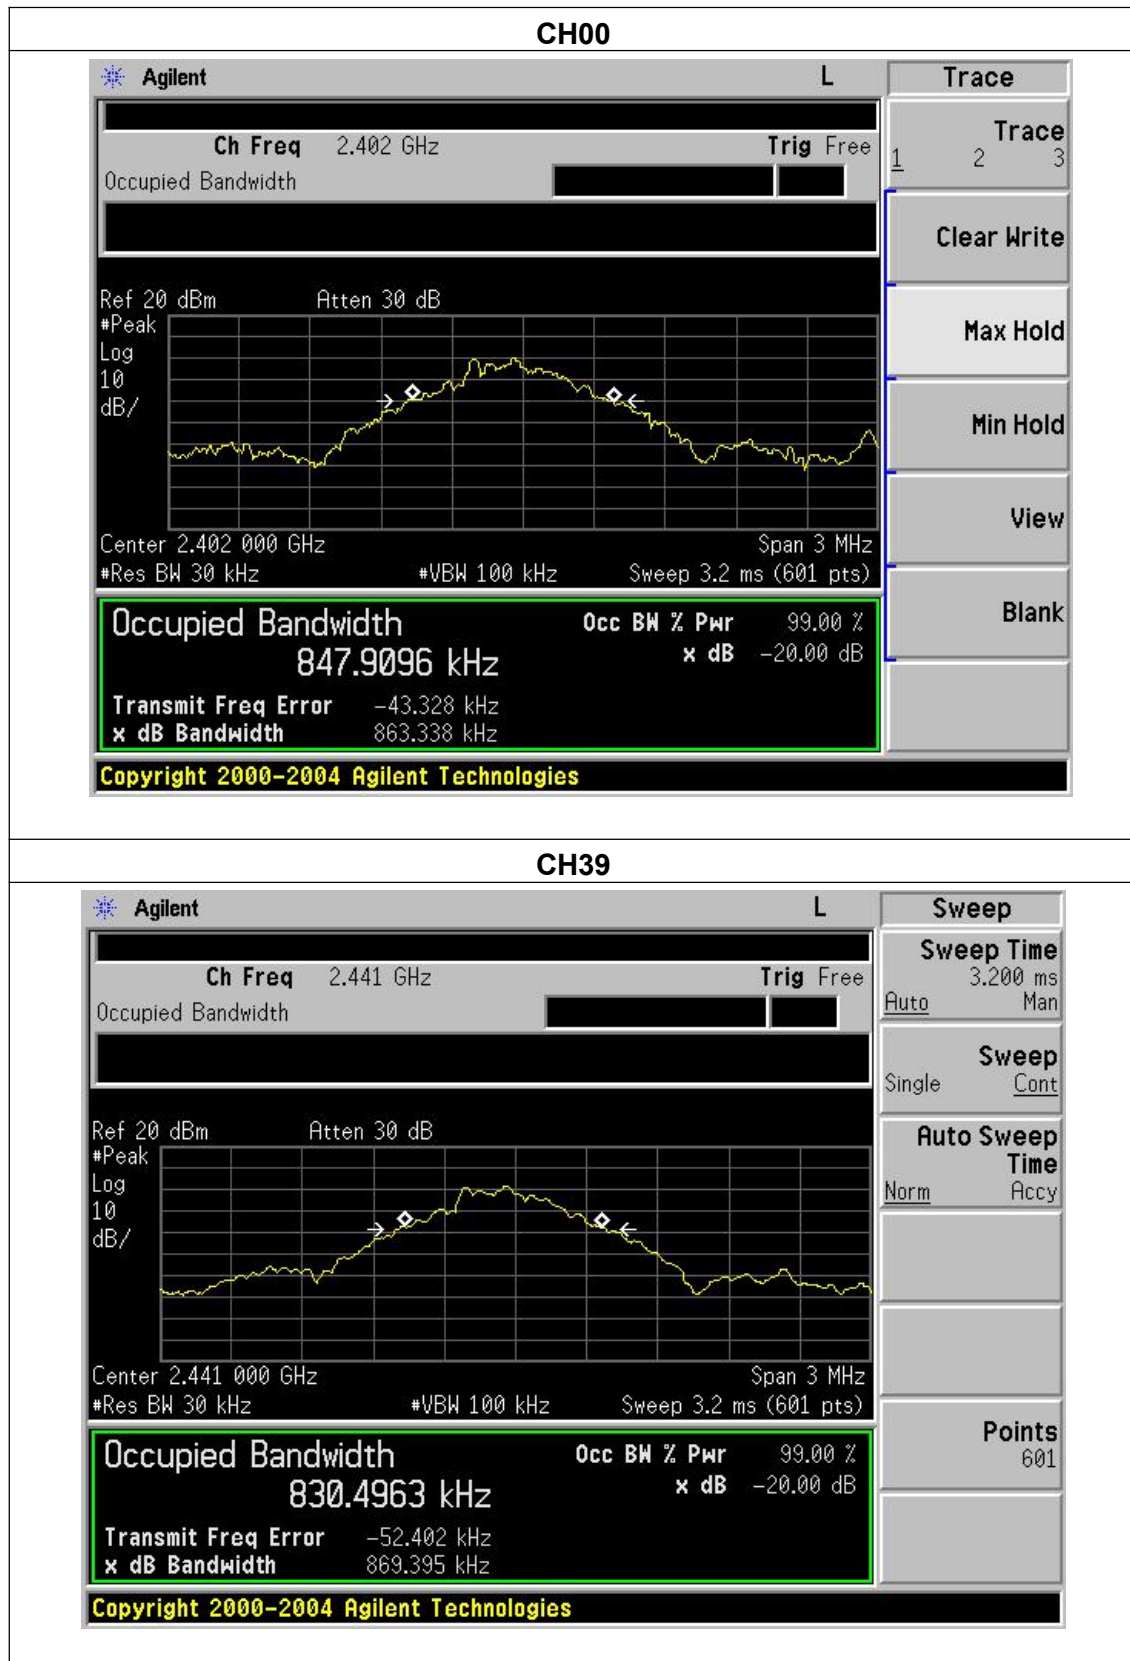 CH00
Agilent L Trace
Ch Freq 2.402 GHz Trig Free
Occupied Bandwidth
Trace
1 2 3
Clear Write
Max Hold
Min Hold
View
Blank
Ref 20 dBm Atten 30 dB
#Peak
Log
10
dB/
Center 2.402 000 GHz Span 3 MHz
#Res BW 30 kHz #VBW 100 kHz Sweep 3.2 ms (601 pts)
Occupied Bandwidth Occ BW % Pwr 99.00 %
847.9096 kHz x dB -20.00 dB
Transmit Freq Error -43.328 kHz
x dB Bandwidth 863.338 kHz
Copyright 2000-2004 Agilent Technologies
CH39
Agilent L Sweep
Ch Freq 2.441 GHz Trig Free
Occupied Bandwidth
Sweep Time
3.200 ms
Auto Man
Sweep
Single Cont
Auto Sweep
Time
Norm Accy
Points
601
Ref 20 dBm Atten 30 dB
#Peak
Log
10
dB/
Center 2.441 000 GHz Span 3 MHz
#Res BW 30 kHz #VBW 100 kHz Sweep 3.2 ms (601 pts)
Occupied Bandwidth Occ BW % Pwr 99.00 %
830.4963 kHz x dB -20.00 dB
Transmit Freq Error -52.402 kHz
x dB Bandwidth 869.395 kHz
Copyright 2000-2004 Agilent Technologies